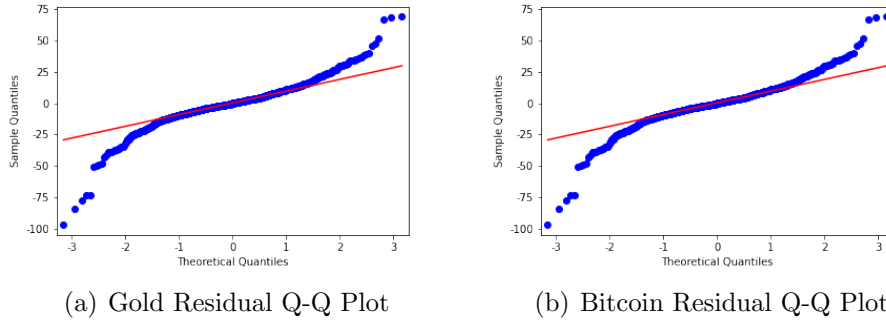 75
50
25
0
-25
-50
-75
-100
Sample Quantiles
-3 -2 -1 0 1 2 3
Theoretical Quantiles
(a) Gold Residual Q-Q Plot
75
50
25
0
-25
-50
-75
-100
Sample Quantiles
-3 -2 -1 0 1 2 3
Theoretical Quantiles
(b) Bitcoin Residual Q-Q Plot